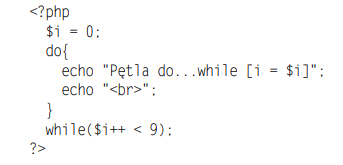 <?php
$i = 0;
do{
echo "Pętla do...while [i = $i]";
echo "<br>";
}
while($i++ < 9);
?>